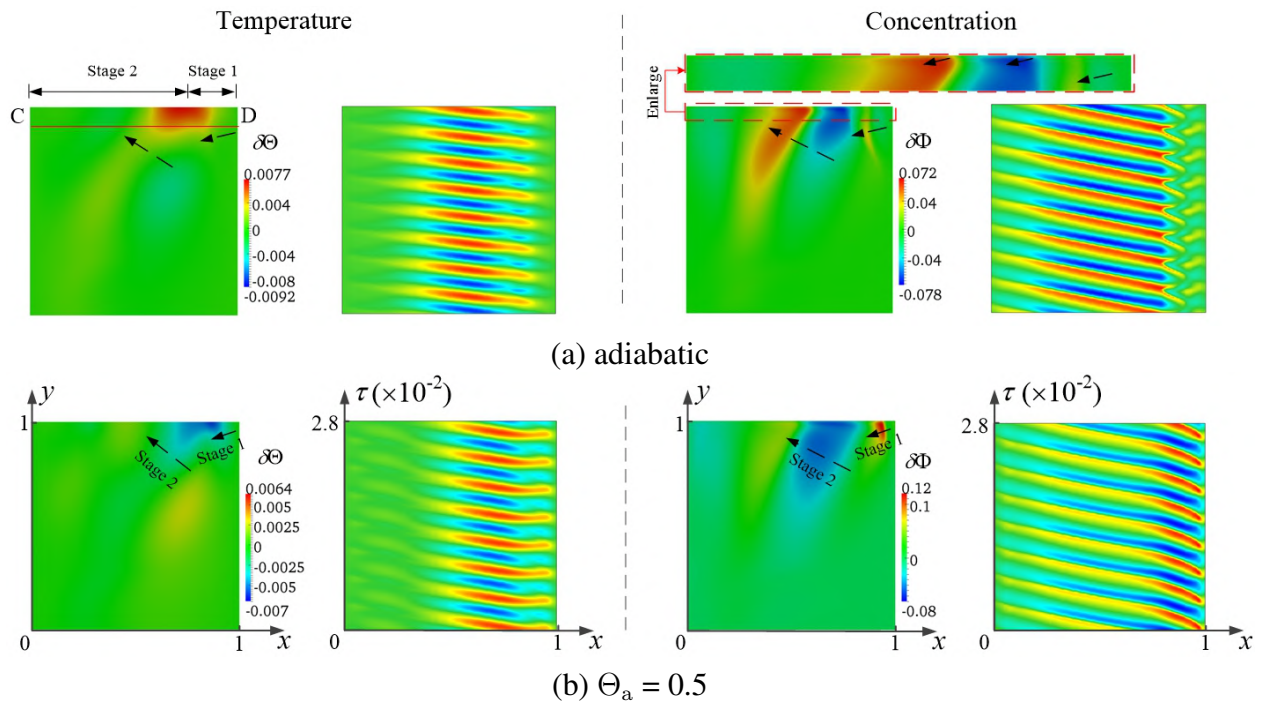 Temperature
Concentration
Stage 2
Stage 1
Enlarge
C
D
δΘ
0.0077
0.004
0
-0.004
-0.008
-0.0092
δΦ
0.072
0.04
0
-0.04
-0.078
(a) adiabatic
y
1
Stage 1
Stage 2
δΘ
0.0064
0.005
0.0025
0
-0.0025
-0.005
-0.007
0
1
x
τ (×10⁻²)
2.8
0
1
x
y
1
Stage 1
Stage 2
δΦ
0.12
0.1
0
-0.08
0
1
x
τ (×10⁻²)
2.8
0
1
x
(b) Θₐ = 0.5